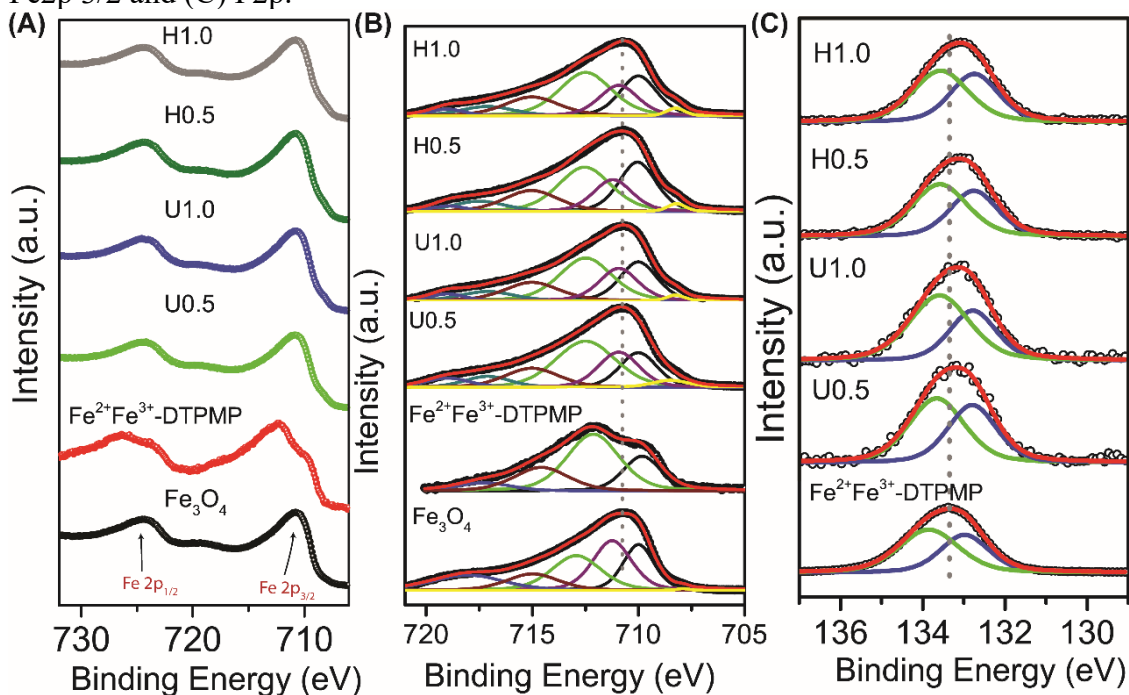 Fe2p 3/2 and (C) P2p.
(A)
H1.0
H0.5
U1.0
U0.5
Fe²⁺Fe³⁺-DTPMP
Fe₃O₄
Fe 2p₁/₂
Fe 2p₃/₂
Intensity (a.u.)
730
720
710
Binding Energy (eV)
(B)
H1.0
H0.5
U1.0
U0.5
Fe²⁺Fe³⁺-DTPMP
Fe₃O₄
Intensity (a.u.)
720
715
710
705
Binding Energy (eV)
(C)
H1.0
H0.5
U1.0
U0.5
Fe²⁺Fe³⁺-DTPMP
Intensity (a.u.)
136
134
132
130
Binding Energy (eV)